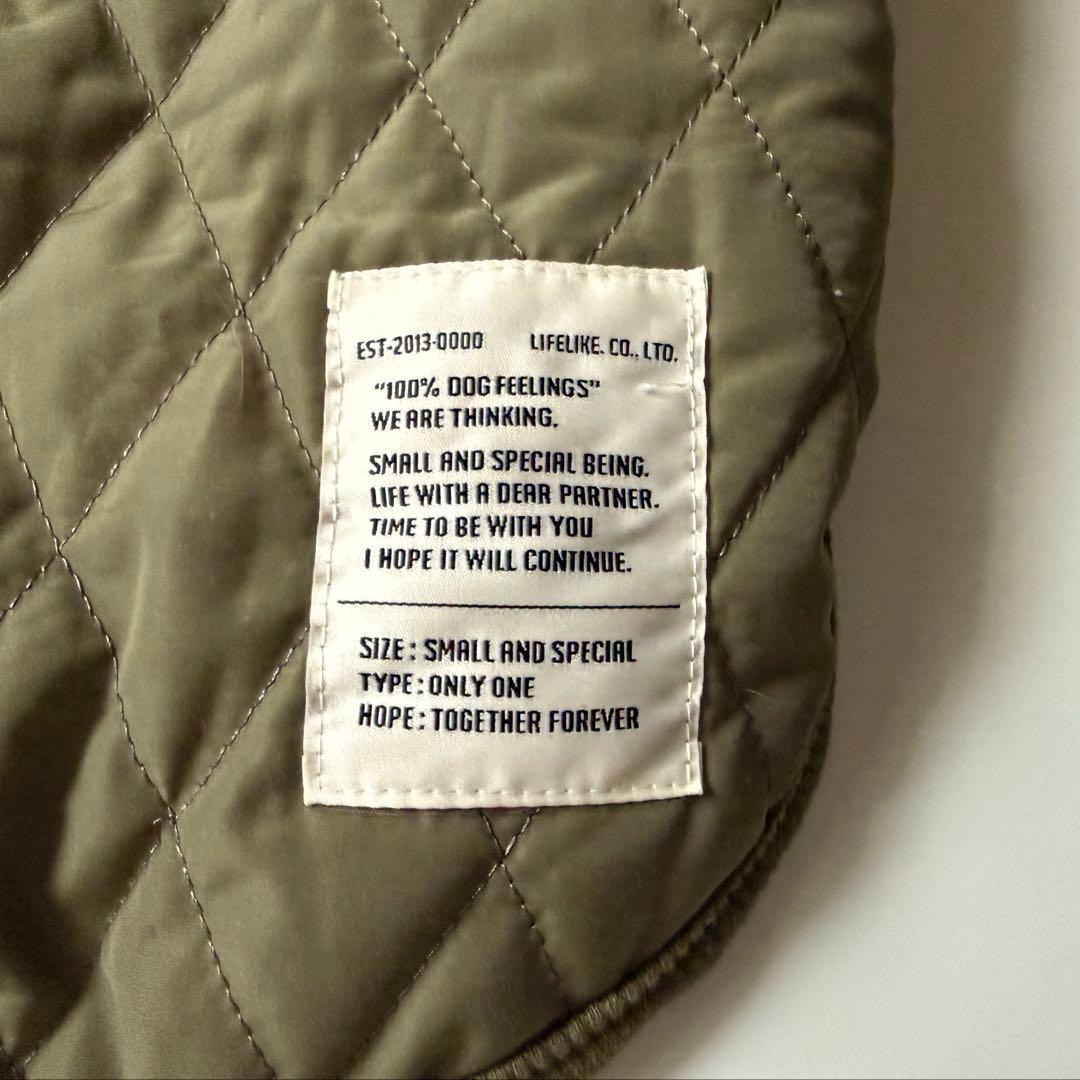 EST-2013-0000 LIFELIKE. CO., LTD.
"100% DOG FEELINGS"
WE ARE THINKING.
SMALL AND SPECIAL BEING.
LIFE WITH A DEAR PARTNER.
TIME TO BE WITH YOU
I HOPE IT WILL CONTINUE.
SIZE : SMALL AND SPECIAL
TYPE : ONLY ONE
HOPE : TOGETHER FOREVER